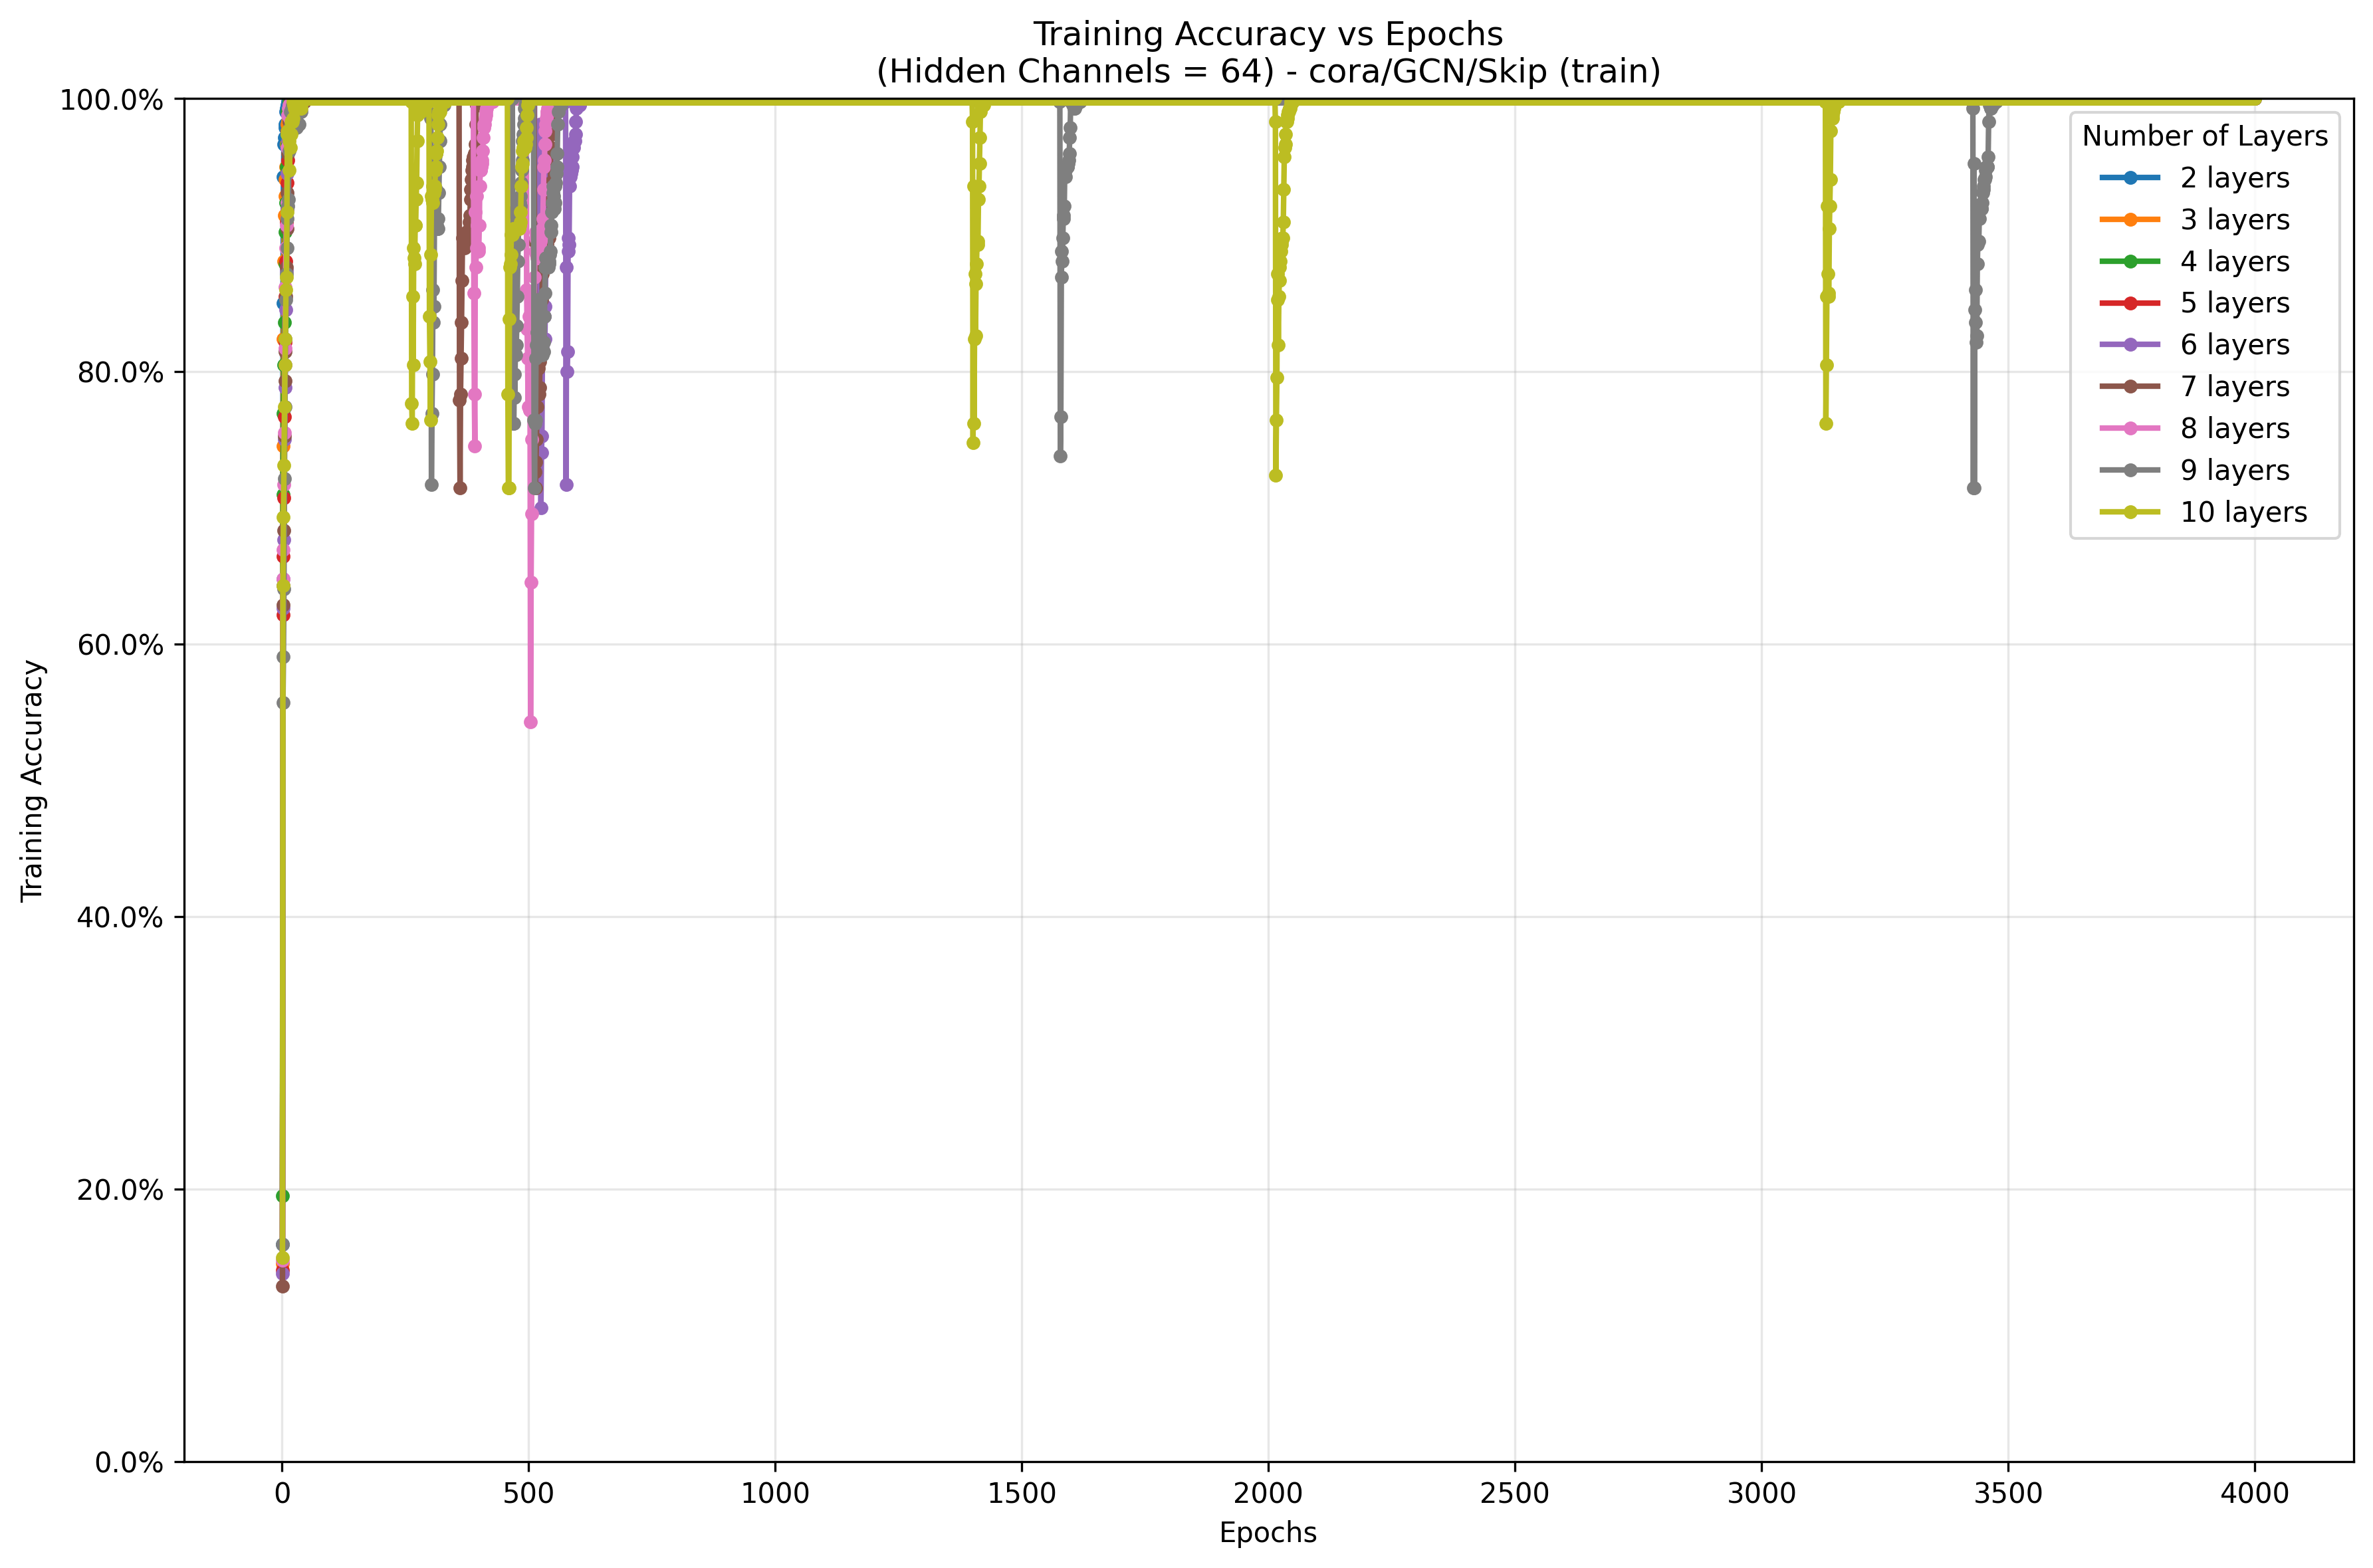 Training Accuracy vs Epochs
(Hidden Channels = 64) - cora/GCN/Skip (train)
Training Accuracy
100.0%
80.0%
60.0%
40.0%
20.0%
0.0%
Number of Layers
2 layers
3 layers
4 layers
5 layers
6 layers
7 layers
8 layers
9 layers
10 layers
0 500 1000 1500 2000 2500 3000 3500 4000
Epochs